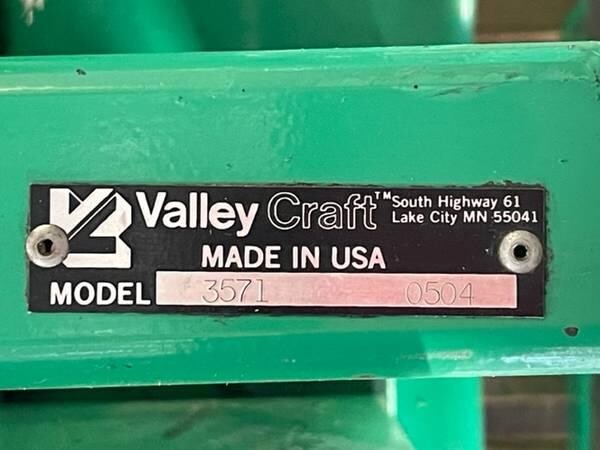 Valley Craft™ South Highway 61
Lake City MN 55041
MADE IN USA
MODEL 3571 0504